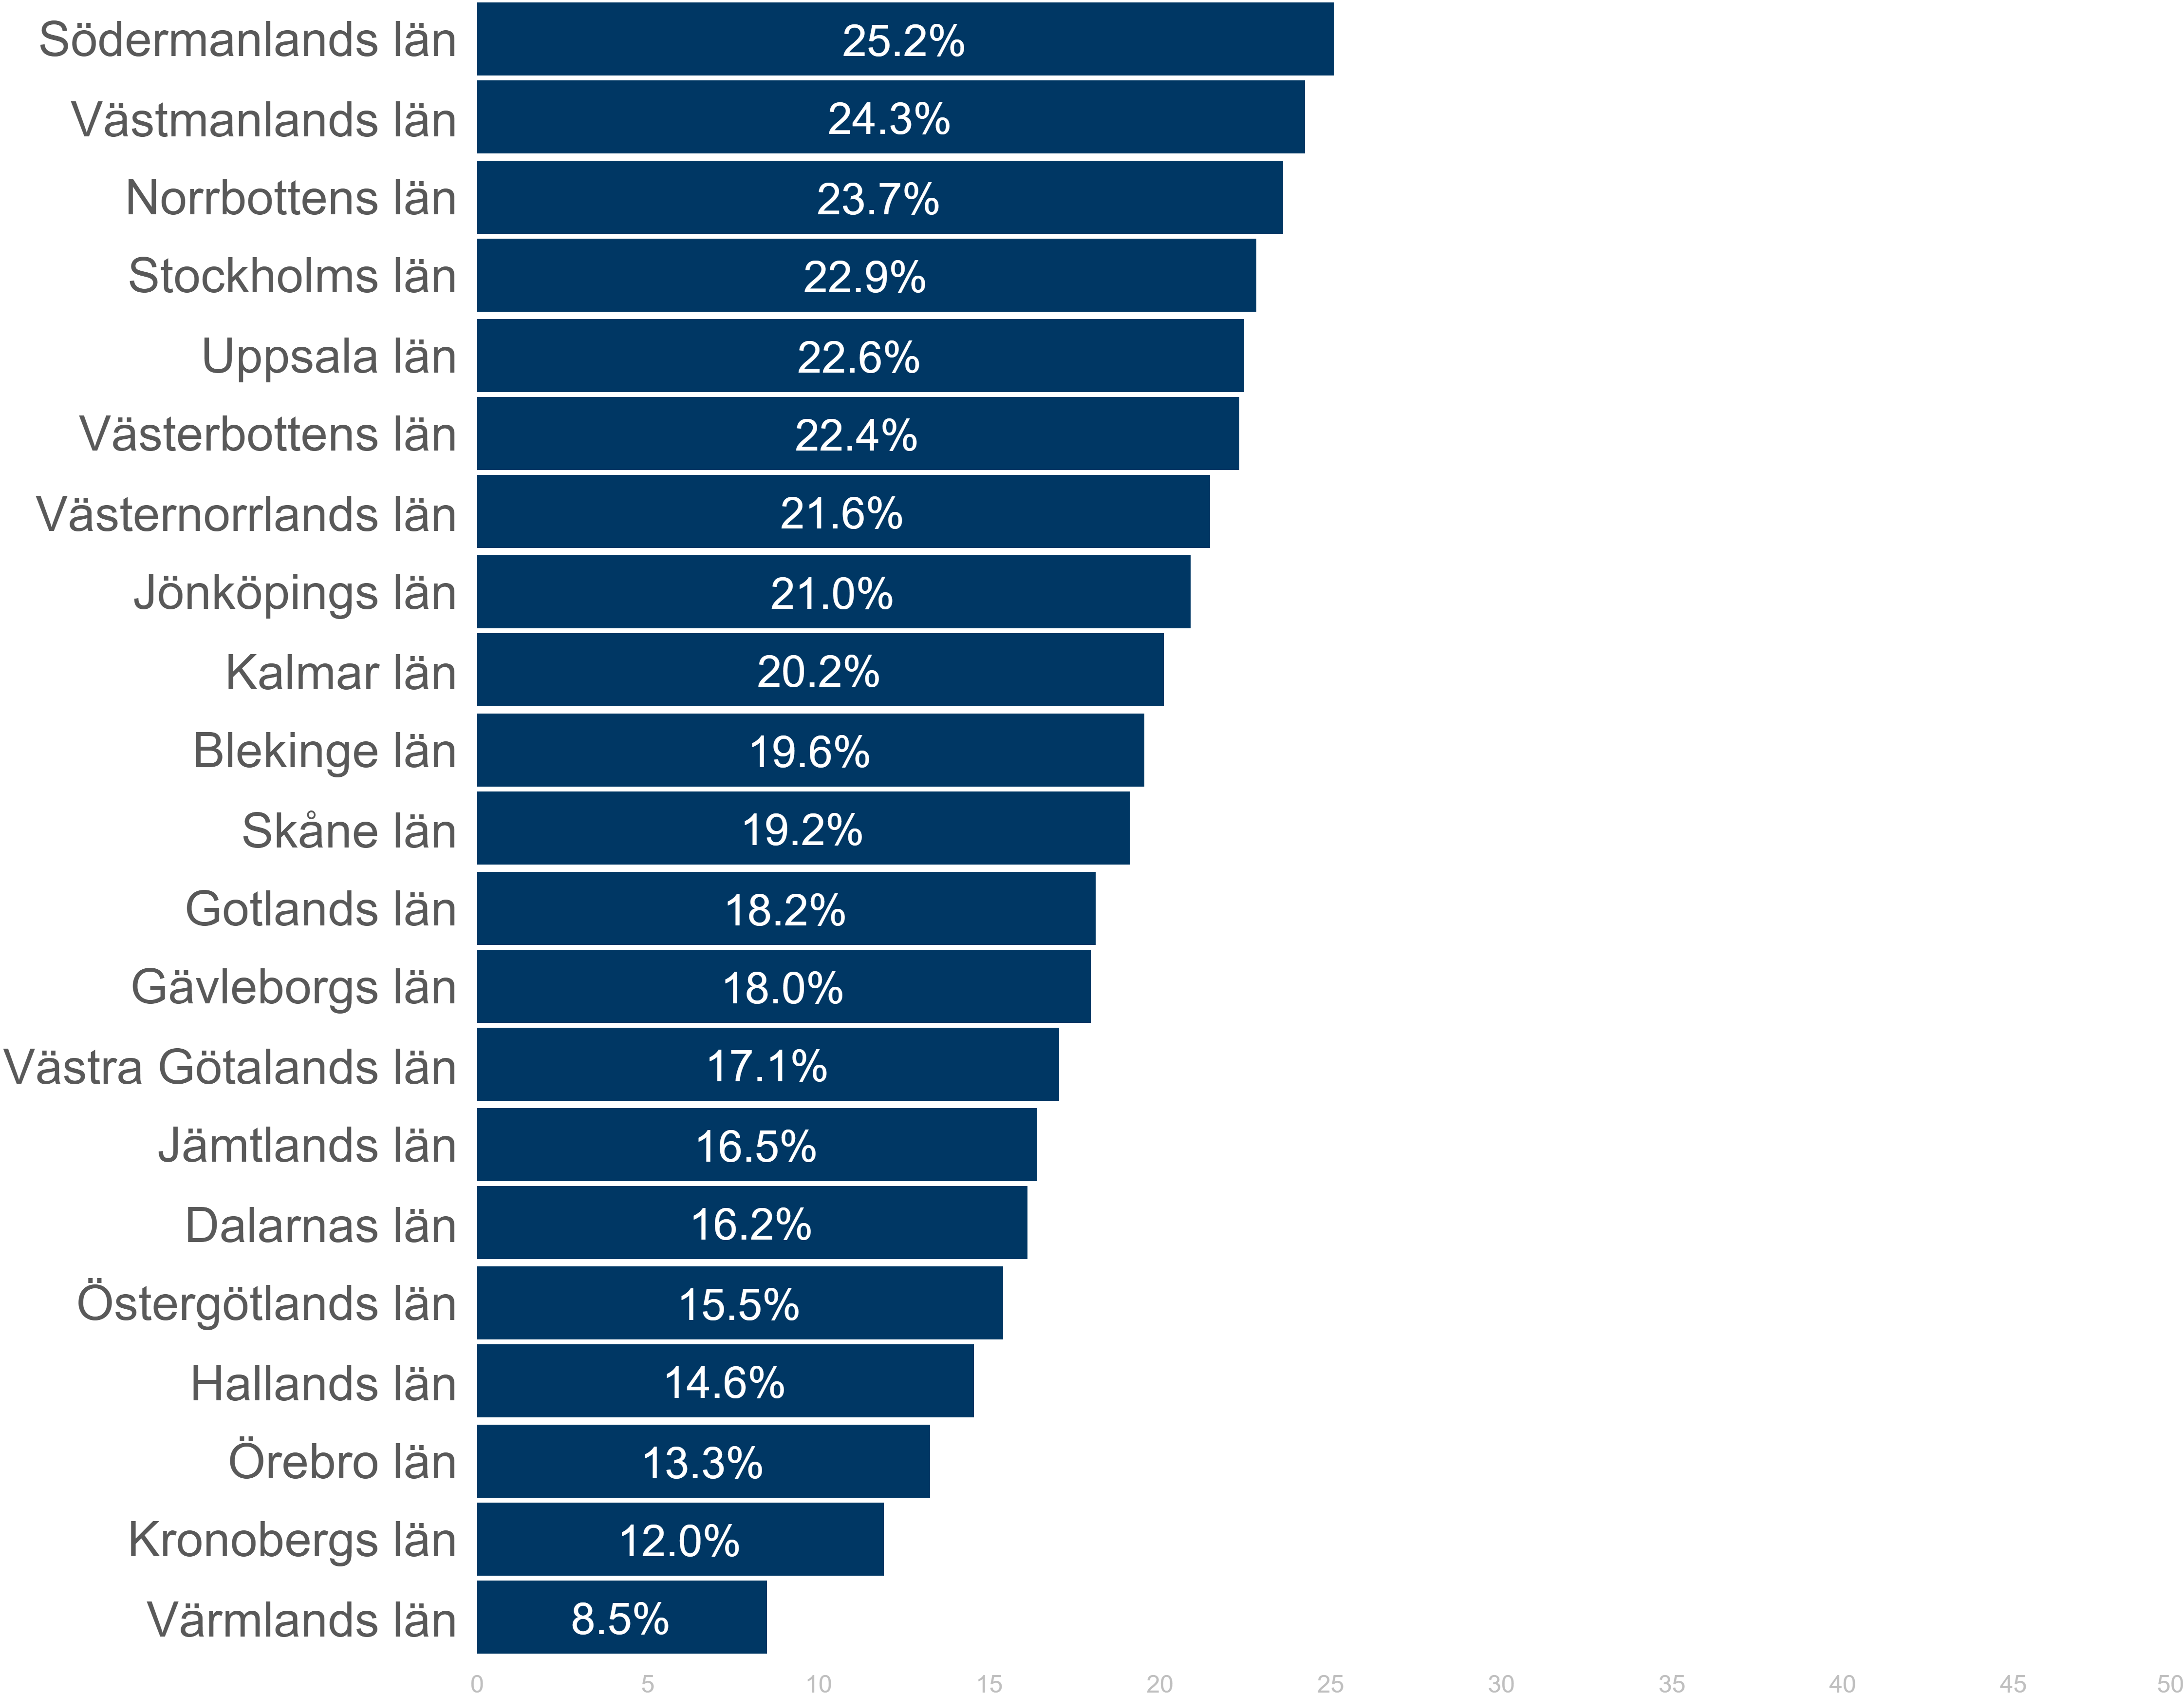 Södermanlands län 25.2%
Västmanlands län 24.3%
Norrbottens län 23.7%
Stockholms län 22.9%
Uppsala län 22.6%
Västerbottens län 22.4%
Västernorrlands län 21.6%
Jönköpings län 21.0%
Kalmar län 20.2%
Blekinge län 19.6%
Skåne län 19.2%
Gotlands län 18.2%
Gävleborgs län 18.0%
Västra Götalands län 17.1%
Jämtlands län 16.5%
Dalarnas län 16.2%
Östergötlands län 15.5%
Hallands län 14.6%
Örebro län 13.3%
Kronobergs län 12.0%
Värmlands län 8.5%
0 5 10 15 20 25 30 35 40 45 50